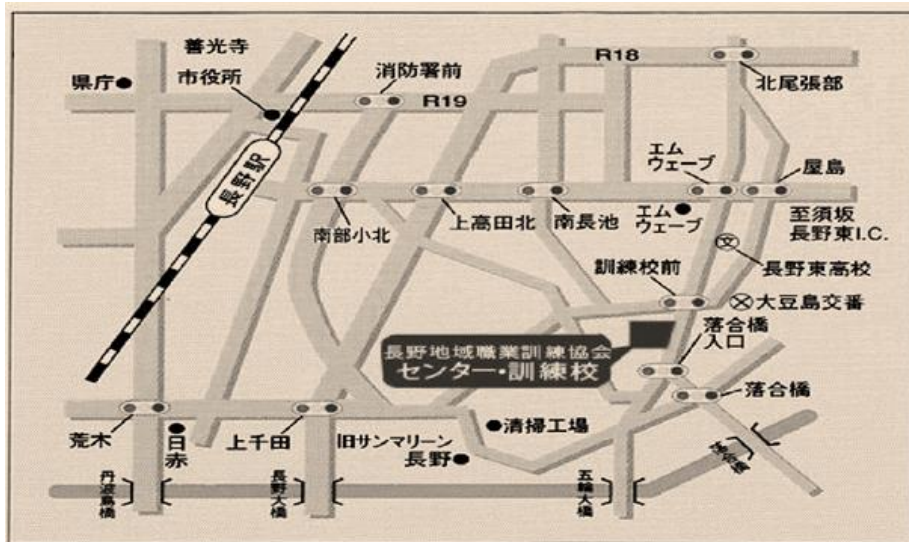 善光寺
R18
県庁
市役所
消防署前
R19
北尾張部
長野駅
エム
ウェーブ
屋島
南部小北
上高田北
南長池
エム
ウェーブ
至須坂
長野東I.C.
文
長野東高校
訓練校前
大豆島交番
長野地域職業訓練協会
センター・訓練校
落合橋
入口
落合橋
荒木
日赤
上千田
旧サンマリーン
長野
清掃工場
丹波島橋
長野大橋
五輪大橋
落合橋